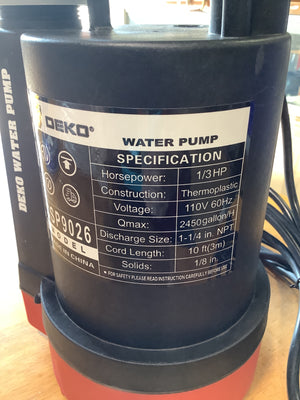 DEKO WATER PUMP
DEKO®
WATER PUMP
SPECIFICATION
Horsepower: 1/3 HP
Construction: Thermoplastic
Voltage: 110V 60Hz
Qmax: 2450gallon/H
Discharge Size: 1-1/4 in. NPT
Cord Length: 10 ft(3m)
Solids: 1/8 in.
SP9026
MODEL
IN CHINA
FOR SAFETY PLEASE READ INSTRUCTION CAREFULLY BEFORE USE